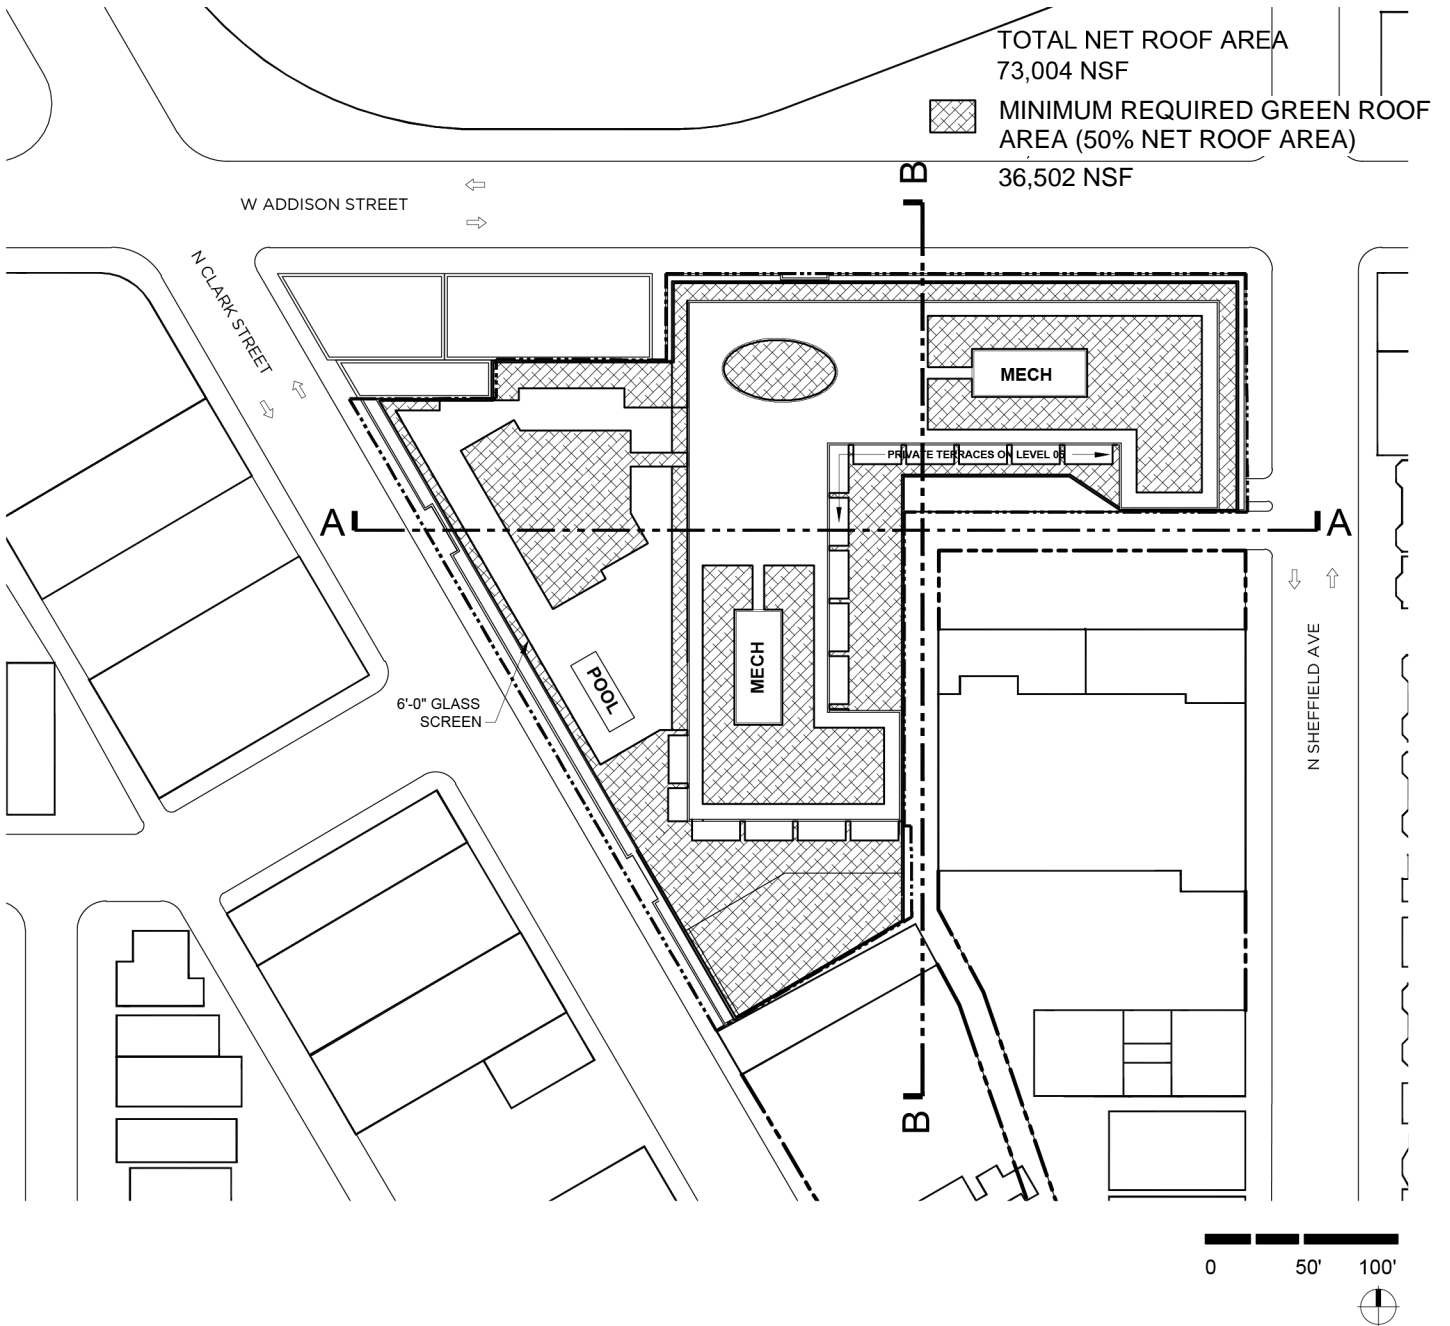 TOTAL NET ROOF AREA
73,004 NSF
MINIMUM REQUIRED GREEN ROOF
AREA (50% NET ROOF AREA)
36,502 NSF
B
W ADDISON STREET
N CLARK STREET
MECH
PRIVATE TERRACES ON LEVEL 05
A
A
MECH
POOL
6'-0" GLASS
SCREEN
N SHEFFIELD AVE
B
0 50' 100'